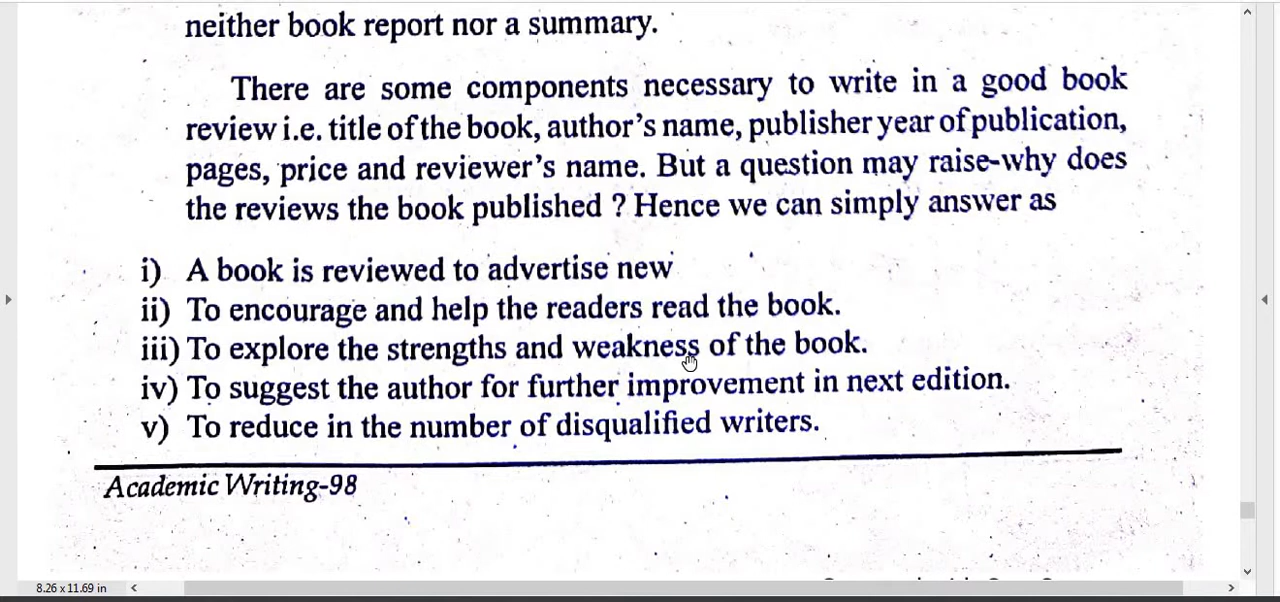 neither book report nor a summary.
There are some components necessary to write in a good book
review i.e. title of the book, author's name, publisher year of publication,
pages, price and reviewer's name. But a question may raise-why does
the reviews the book published ? Hence we can simply answer as
i) A book is reviewed to advertise new
ii) To encourage and help the readers read the book.
iii) To explore the strengths and weakness of the book.
iv) To suggest the author for further improvement in next edition.
v) To reduce in the number of disqualified writers.
Academic Writing-98
8.26 x 11.69 in